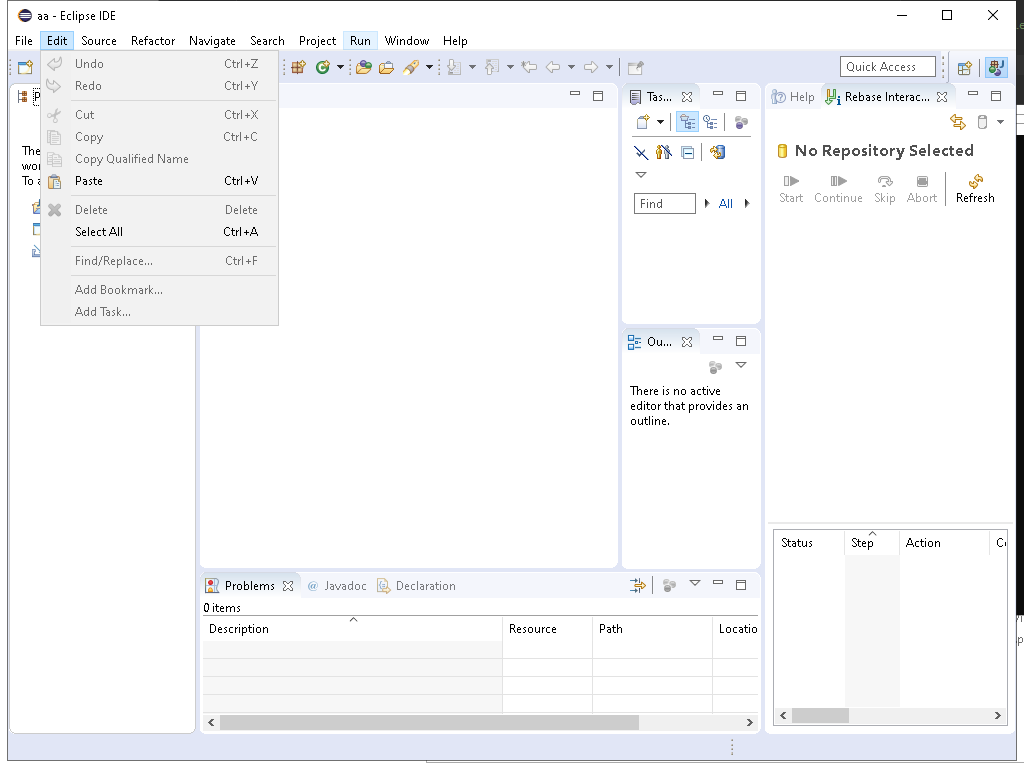 aa - Eclipse IDE
File Edit Source Refactor Navigate Search Project Run Window Help
Undo Ctrl+Z
Redo Ctrl+Y
Cut Ctrl+X
Copy Ctrl+C
Copy Qualified Name
Paste Ctrl+V
Delete Delete
Select All Ctrl+A
Find/Replace... Ctrl+F
Add Bookmark...
Add Task...
Quick Access
P
The
wor
To a
Tas...
Find All
Ou...
There is no active
editor that provides an
outline.
Help Rebase Interac...
No Repository Selected
Start Continue Skip Abort Refresh
Status Step Action
Problems @ Javadoc Declaration
0 items
Description Resource Path Locatio